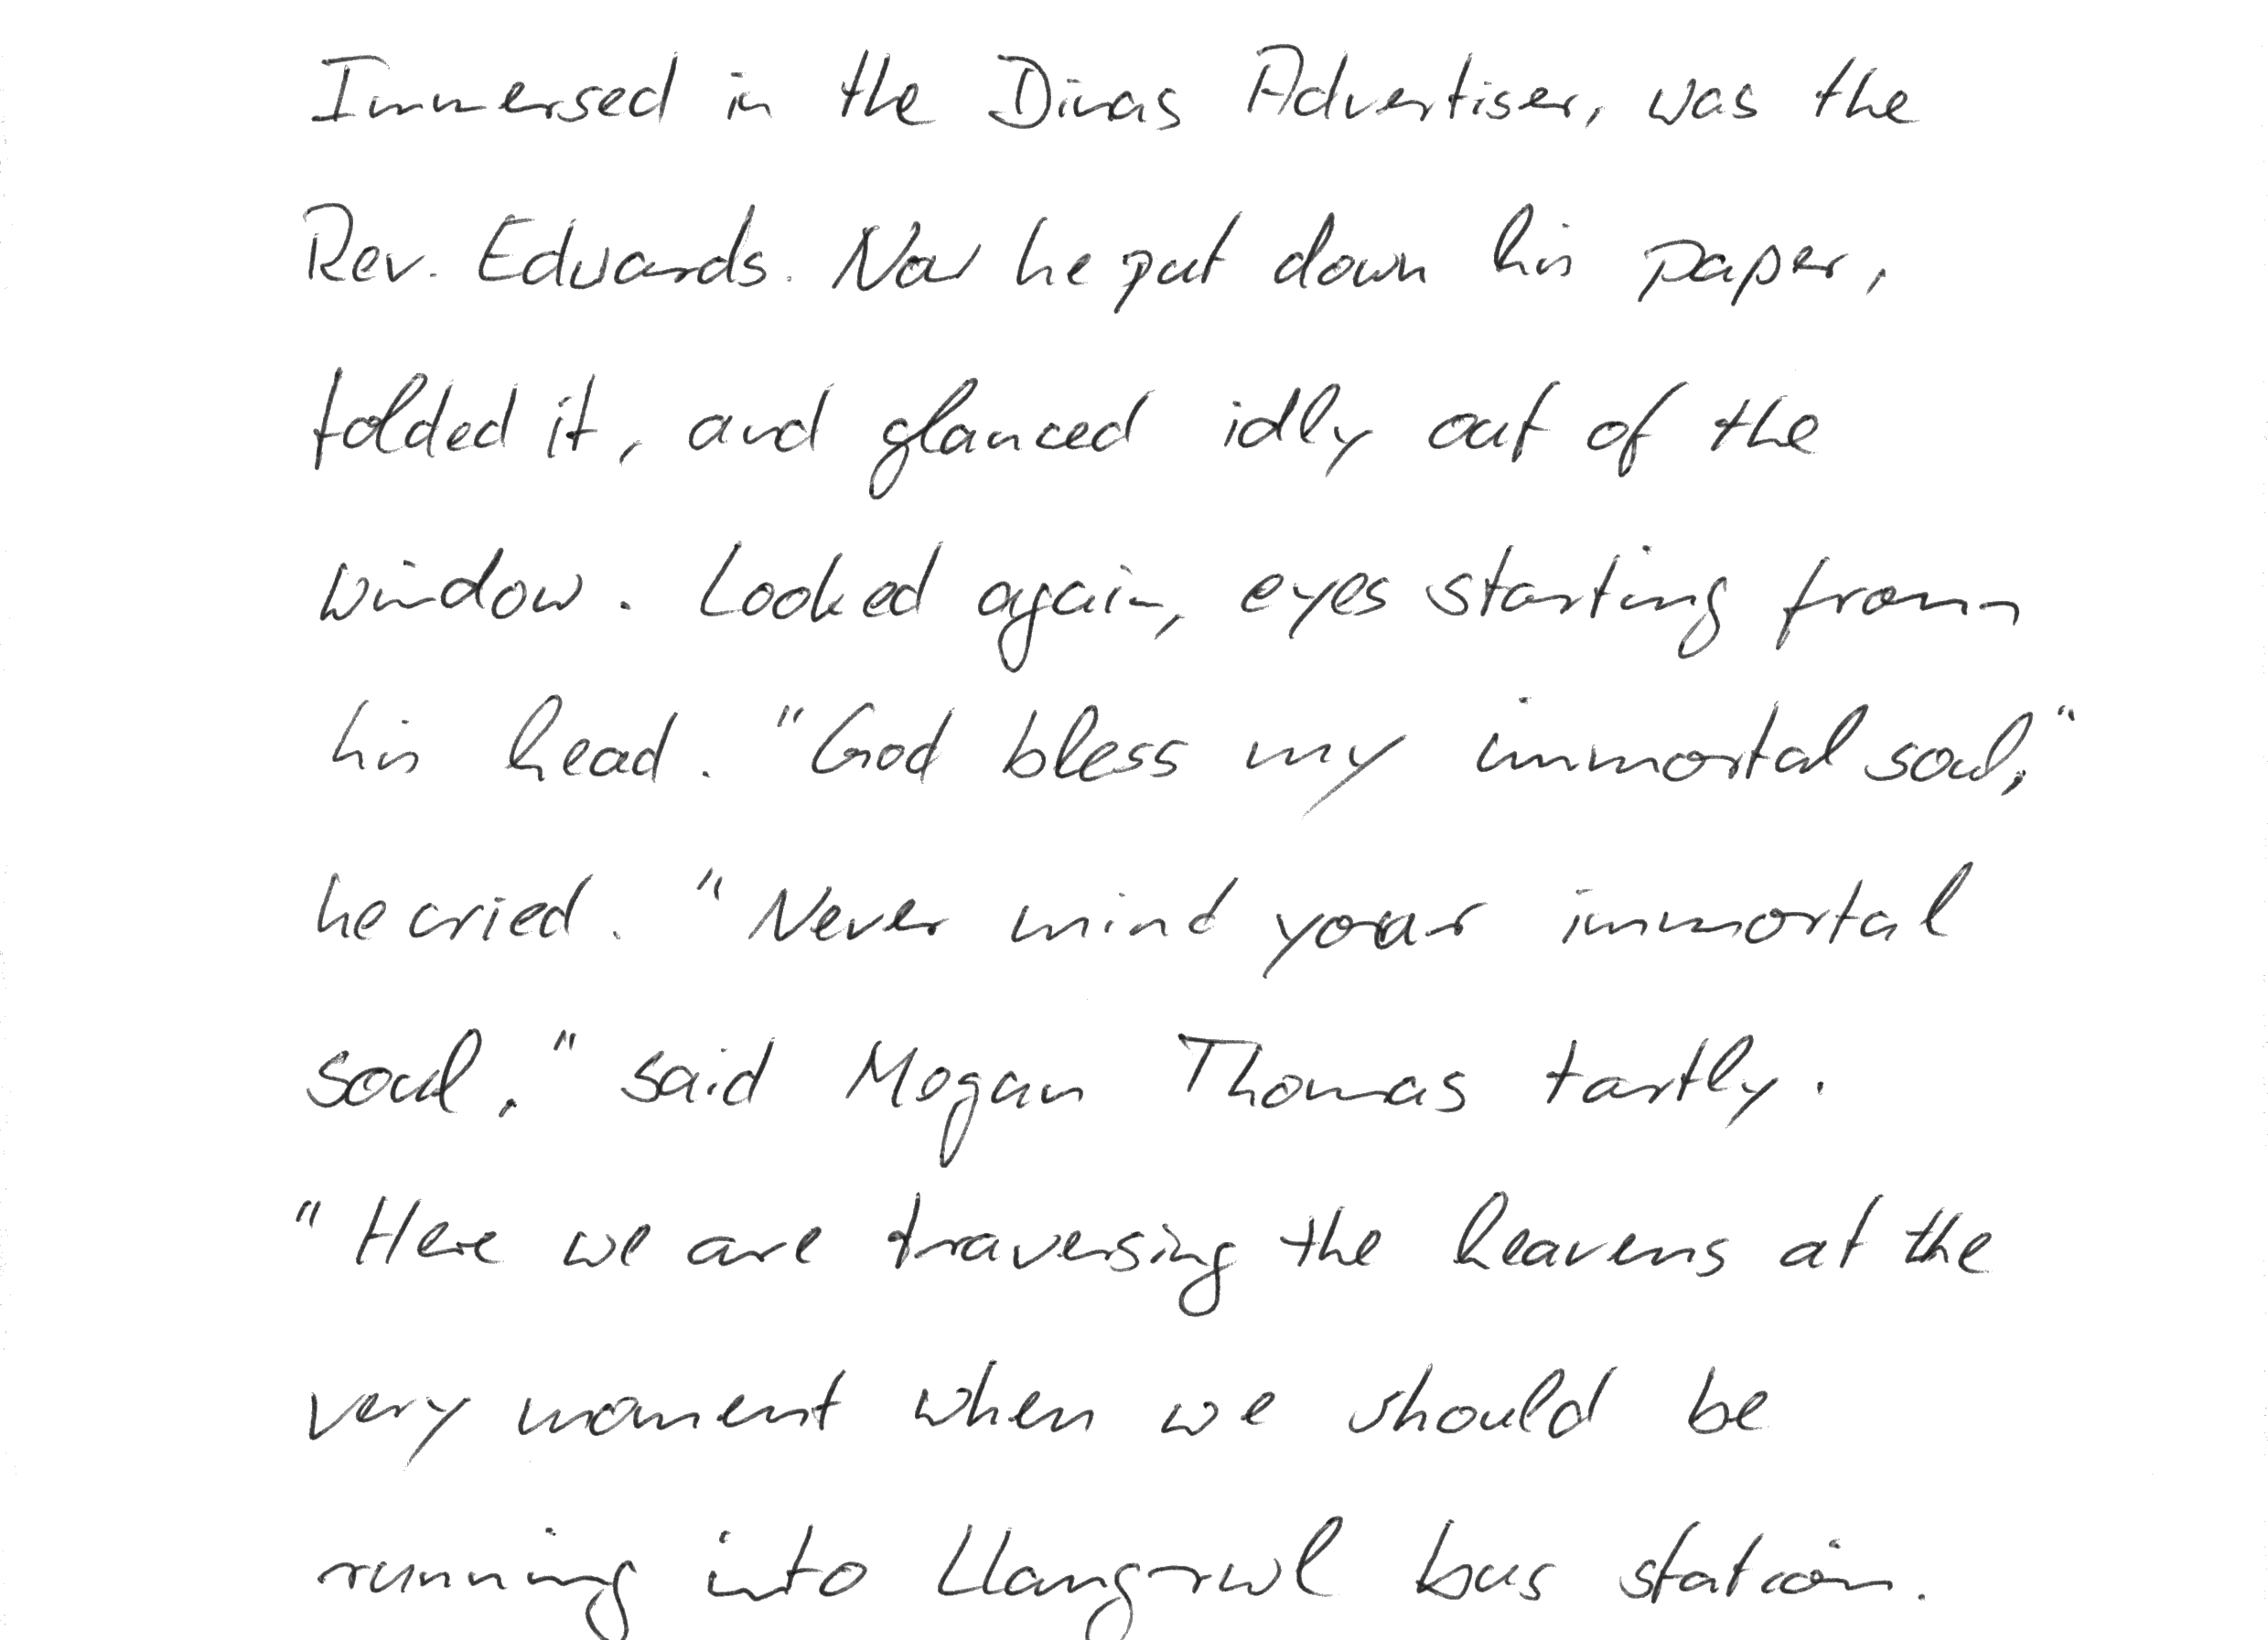 Immersed in the Dinas Advertiser, was the
Rev. Edwards. Now he put down his paper,
folded it, and glanced idly out of the
window. Looked again, eyes starting from
his head. "God bless my immortal soul,"
he cried. "Never mind your immortal
soul," said Mogan Thomas tartly.
"Here we are traversing the heavens at the
very moment when we should be
running into Llangrwl bus station.